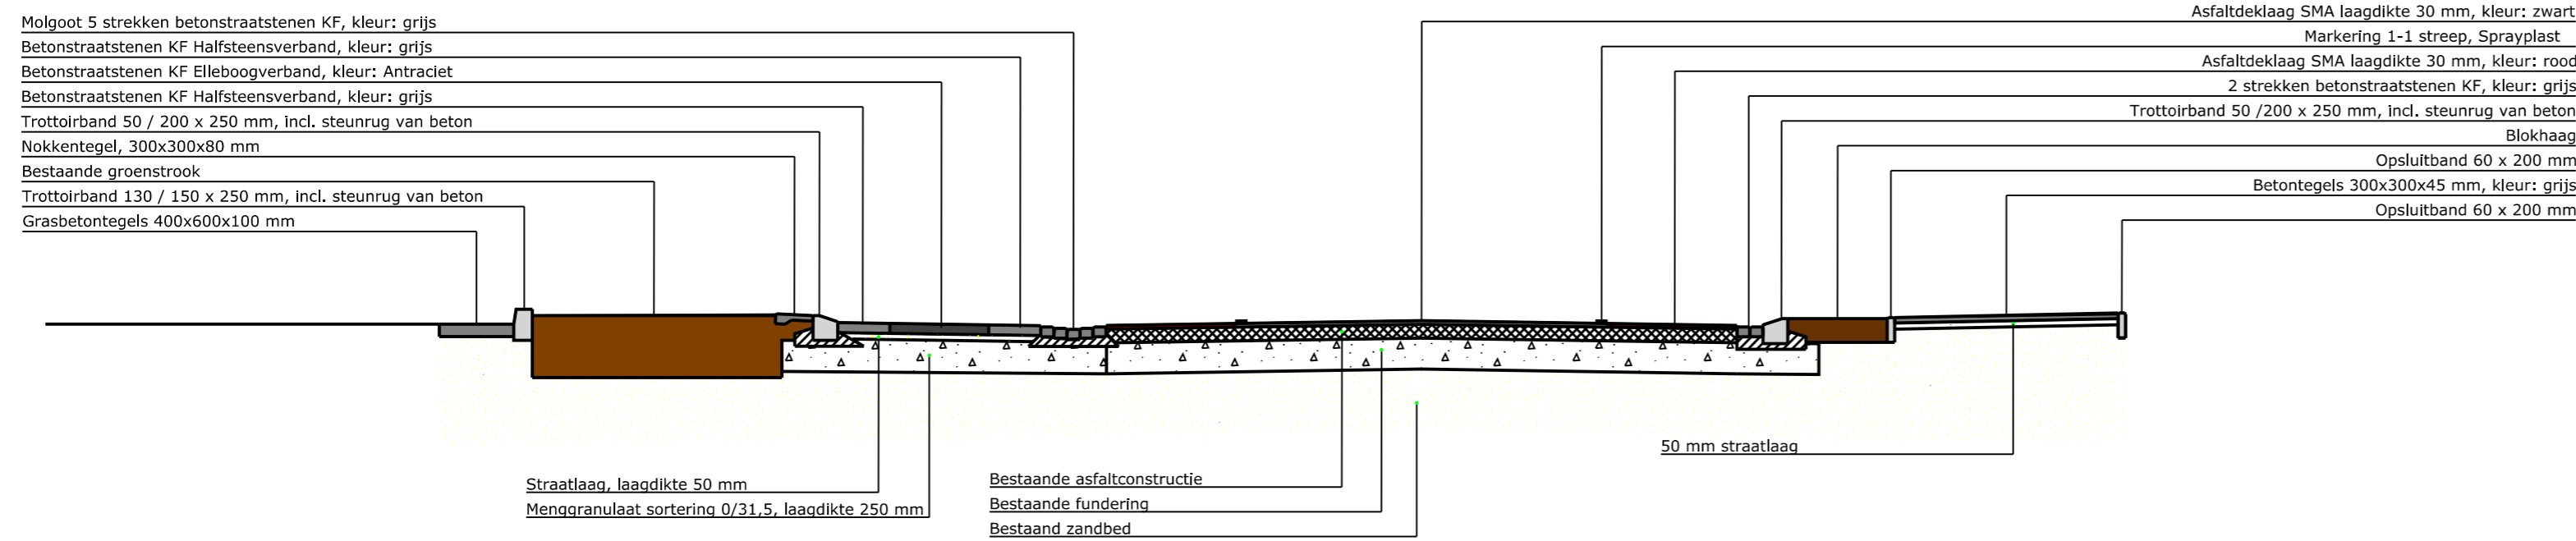 Molgoot 5 strekken betonstraatstenen KF, kleur: grijs
Betonstraatstenen KF Halfsteensverband, kleur: grijs
Betonstraatstenen KF Elleboogverband, kleur: Antraciet
Betonstraatstenen KF Halfsteensverband, kleur: grijs
Trottoirband 50 / 200 x 250 mm, incl. steunrug van beton
Nokkentegel, 300x300x80 mm
Bestaande groenstrook
Trottoirband 130 / 150 x 250 mm, incl. steunrug van beton
Grasbetontegels 400x600x100 mm
Asfaltdeklaag SMA laagdikte 30 mm, kleur: zwart
Markering 1-1 streep, Sprayplast
Asfaltdeklaag SMA laagdikte 30 mm, kleur: rood
2 strekken betonstraatstenen KF, kleur: grijs
Trottoirband 50 /200 x 250 mm, incl. steunrug van beton
Blokhaag
Opsluitband 60 x 200 mm
Betontegels 300x300x45 mm, kleur: grijs
Opsluitband 60 x 200 mm
Straatlaag, laagdikte 50 mm
Menggranulaat sortering 0/31,5, laagdikte 250 mm
Bestaande asfaltconstructie
Bestaande fundering
Bestaand zandbed
50 mm straatlaag